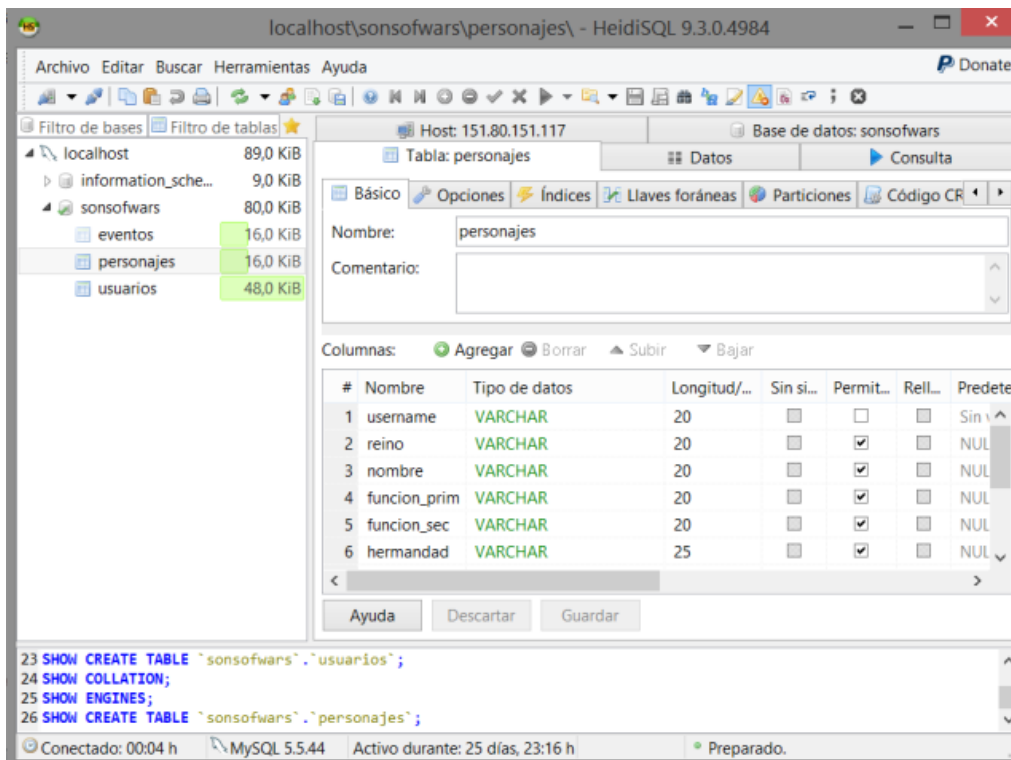 localhost\sonsofwars\personajes\ - HeidiSQL 9.3.0.4984
Archivo Editar Buscar Herramientas Ayuda
Donate
Filtro de bases Filtro de tablas
Host: 151.80.151.117 Base de datos: sonsofwars
localhost 89,0 KiB
Tabla: personajes Datos Consulta
information_sche... 9,0 KiB
sonsofwars 80,0 KiB
Básico Opciones Índices Llaves foráneas Particiones Código CR
eventos 16,0 KiB
Nombre: personajes
personajes 16,0 KiB
Comentario:
usuarios 48,0 KiB
Columnas: Agregar Borrar Subir Bajar
# Nombre Tipo de datos Longitud/... Sin si... Permit... Rell... Predete
1 username VARCHAR 20 Sin v
2 reino VARCHAR 20 NUL
3 nombre VARCHAR 20 NUL
4 funcion_prim VARCHAR 20 NUL
5 funcion_sec VARCHAR 20 NUL
6 hermandad VARCHAR 25 NUL
Ayuda Descartar Guardar
23 SHOW CREATE TABLE `sonsofwars`.`usuarios`;
24 SHOW COLLATION;
25 SHOW ENGINES;
26 SHOW CREATE TABLE `sonsofwars`.`personajes`;
Conectado: 00:04 h MySQL 5.5.44 Activo durante: 25 días, 23:16 h Preparado.